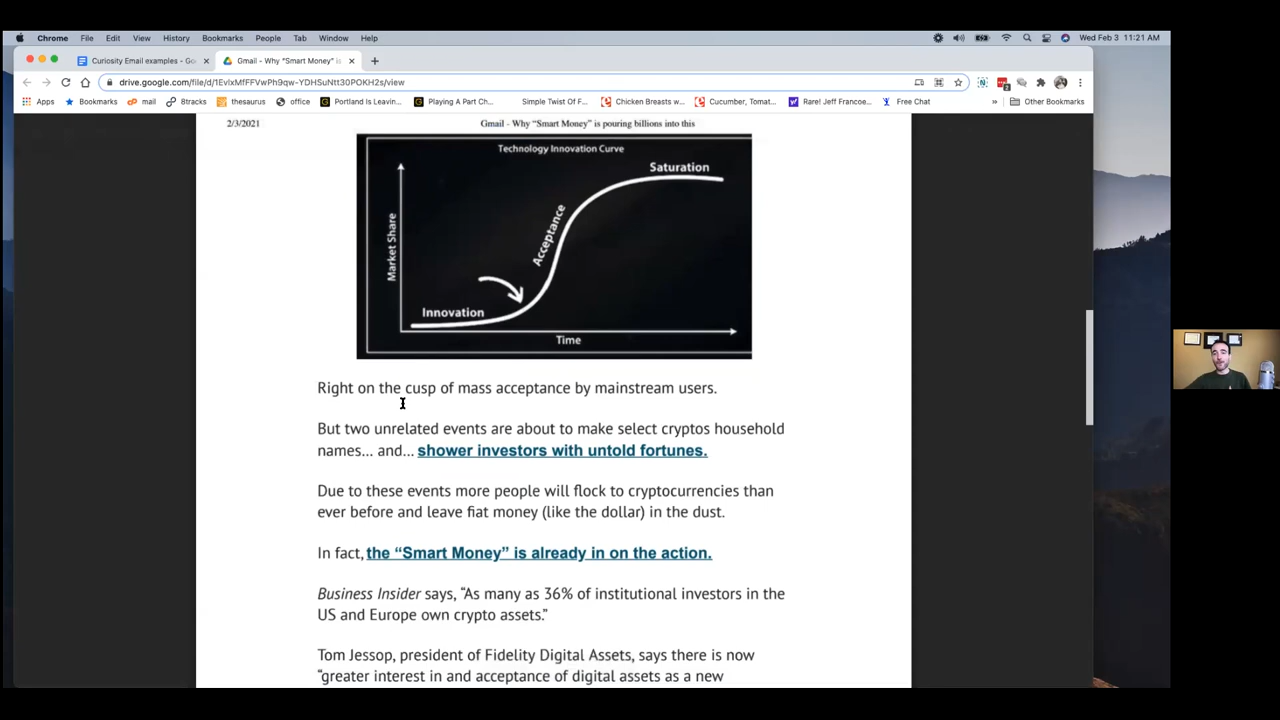 Chrome File Edit View History Bookmarks People Tab Window Help Wed Feb 3 11:21 AM
Curiosity Email examples - Go Gmail - Why "Smart Money" is
drive.google.com/file/d/1EvlxMfFFVwPh9qw-YDHSuNtt30POKH2s/view
Apps Bookmarks mail 8tracks thesaurus office Portland Is Leavin... Playing A Part Ch... Simple Twist Of F... Chicken Breasts w... Cucumber, Tomat... Rare! Jeff Francoe... Free Chat » Other Bookmarks
2/3/2021 Gmail - Why “Smart Money” is pouring billions into this
Technology Innovation Curve
Saturation
Acceptance
Market Share
Innovation
Time
Right on the cusp of mass acceptance by mainstream users.
But two unrelated events are about to make select cryptos household
names… and… shower investors with untold fortunes.
Due to these events more people will flock to cryptocurrencies than
ever before and leave fiat money (like the dollar) in the dust.
In fact, the “Smart Money” is already in on the action.
Business Insider says, “As many as 36% of institutional investors in the
US and Europe own crypto assets.”
Tom Jessop, president of Fidelity Digital Assets, says there is now
“greater interest in and acceptance of digital assets as a new